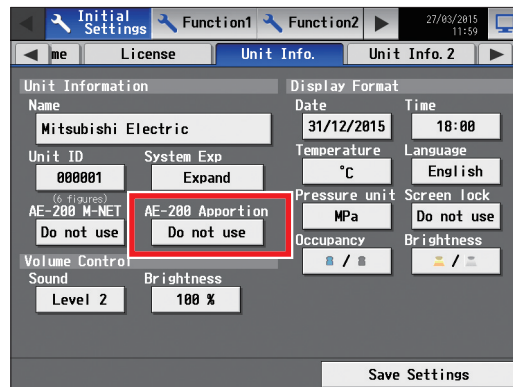 Initial Settings
Function1
Function2
27/03/2015
11:59
me
License
Unit Info.
Unit Info.2
Unit Information
Name
Mitsubishi Electric
Unit ID
System Exp
000001
Expand
(6 figures)
AE-200 M-NET
AE-200 Apportion
Do not use
Do not use
Volume Control
Sound
Brightness
Level 2
100 %
Display Format
Date
Time
31/12/2015
18:00
Temperature
Language
°C
English
Pressure unit
Screen lock
MPa
Do not use
Occupancy
Brightness
/
/
Save Settings